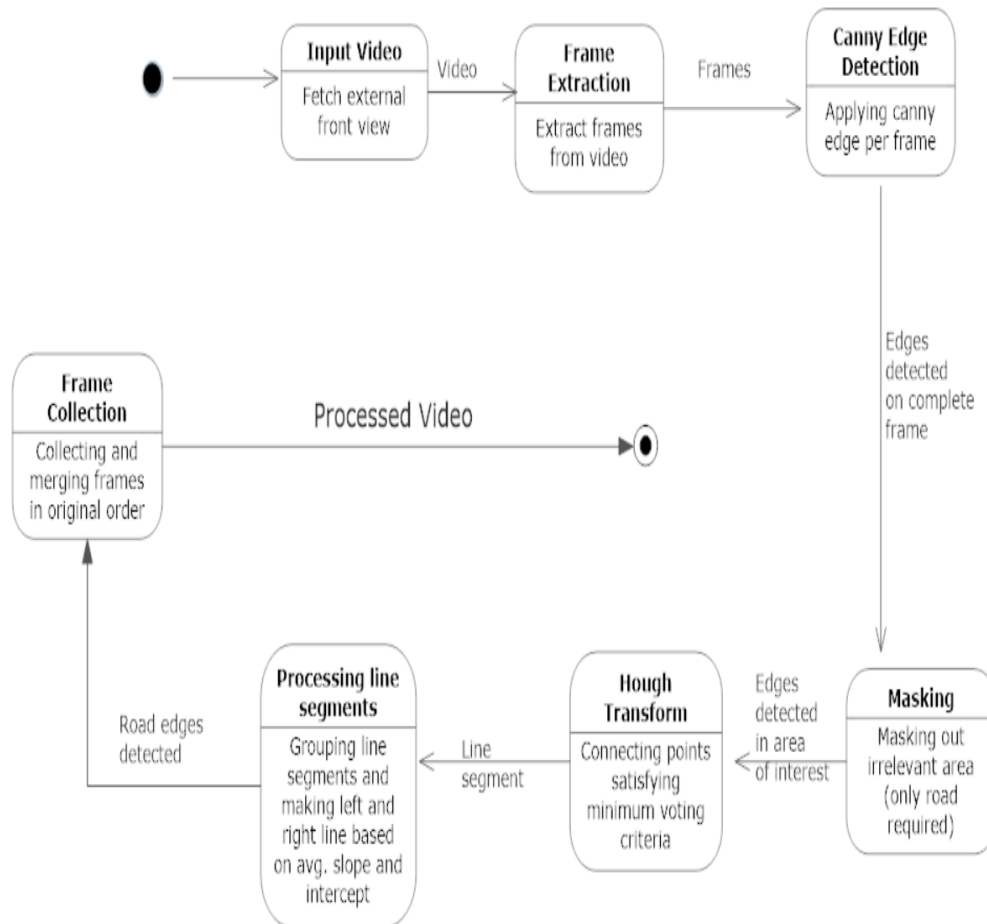 Input Video
Fetch external
front view
Video
Frame
Extraction
Extract frames
from video
Frames
Canny Edge
Detection
Applying canny
edge per frame
Edges
detected
on complete
frame
Masking
Masking out
irrelevant area
(only road
required)
Edges
detected
in area
of interest
Hough
Transform
Connecting points
satisfying
minimum voting
criteria
Line
segment
Processing line
segments
Grouping line
segments and
making left and
right line based
on avg. slope and
intercept
Road edges
detected
Frame
Collection
Collecting and
merging frames
in original order
Processed Video